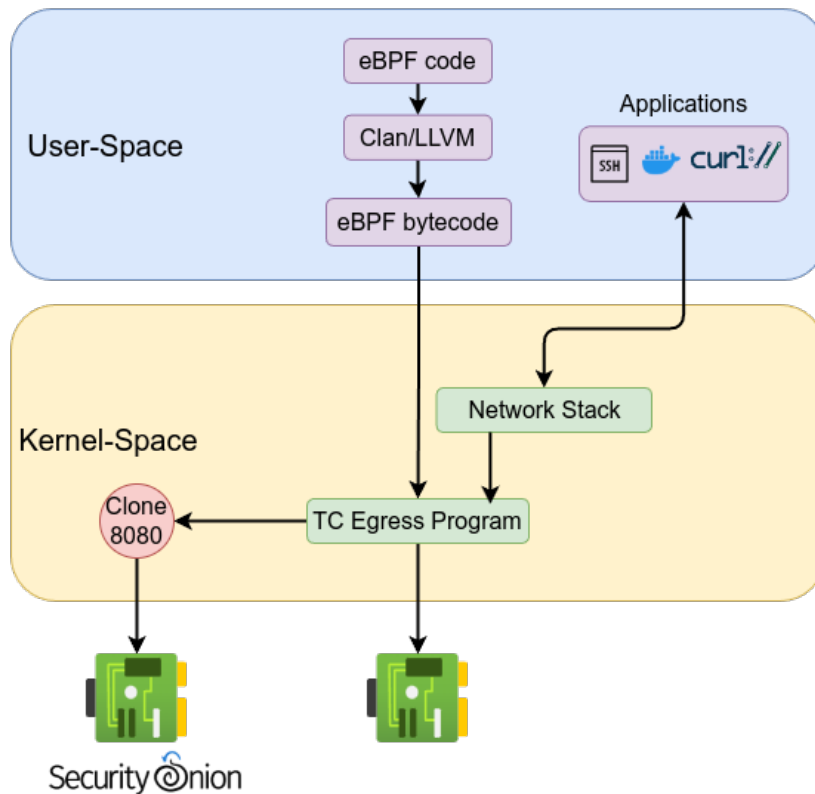 eBPF code
Applications
User-Space
Clan/LLVM
SSH
curl://
eBPF bytecode
Network Stack
Kernel-Space
Clone
8080
TC Egress Program
Security Onion